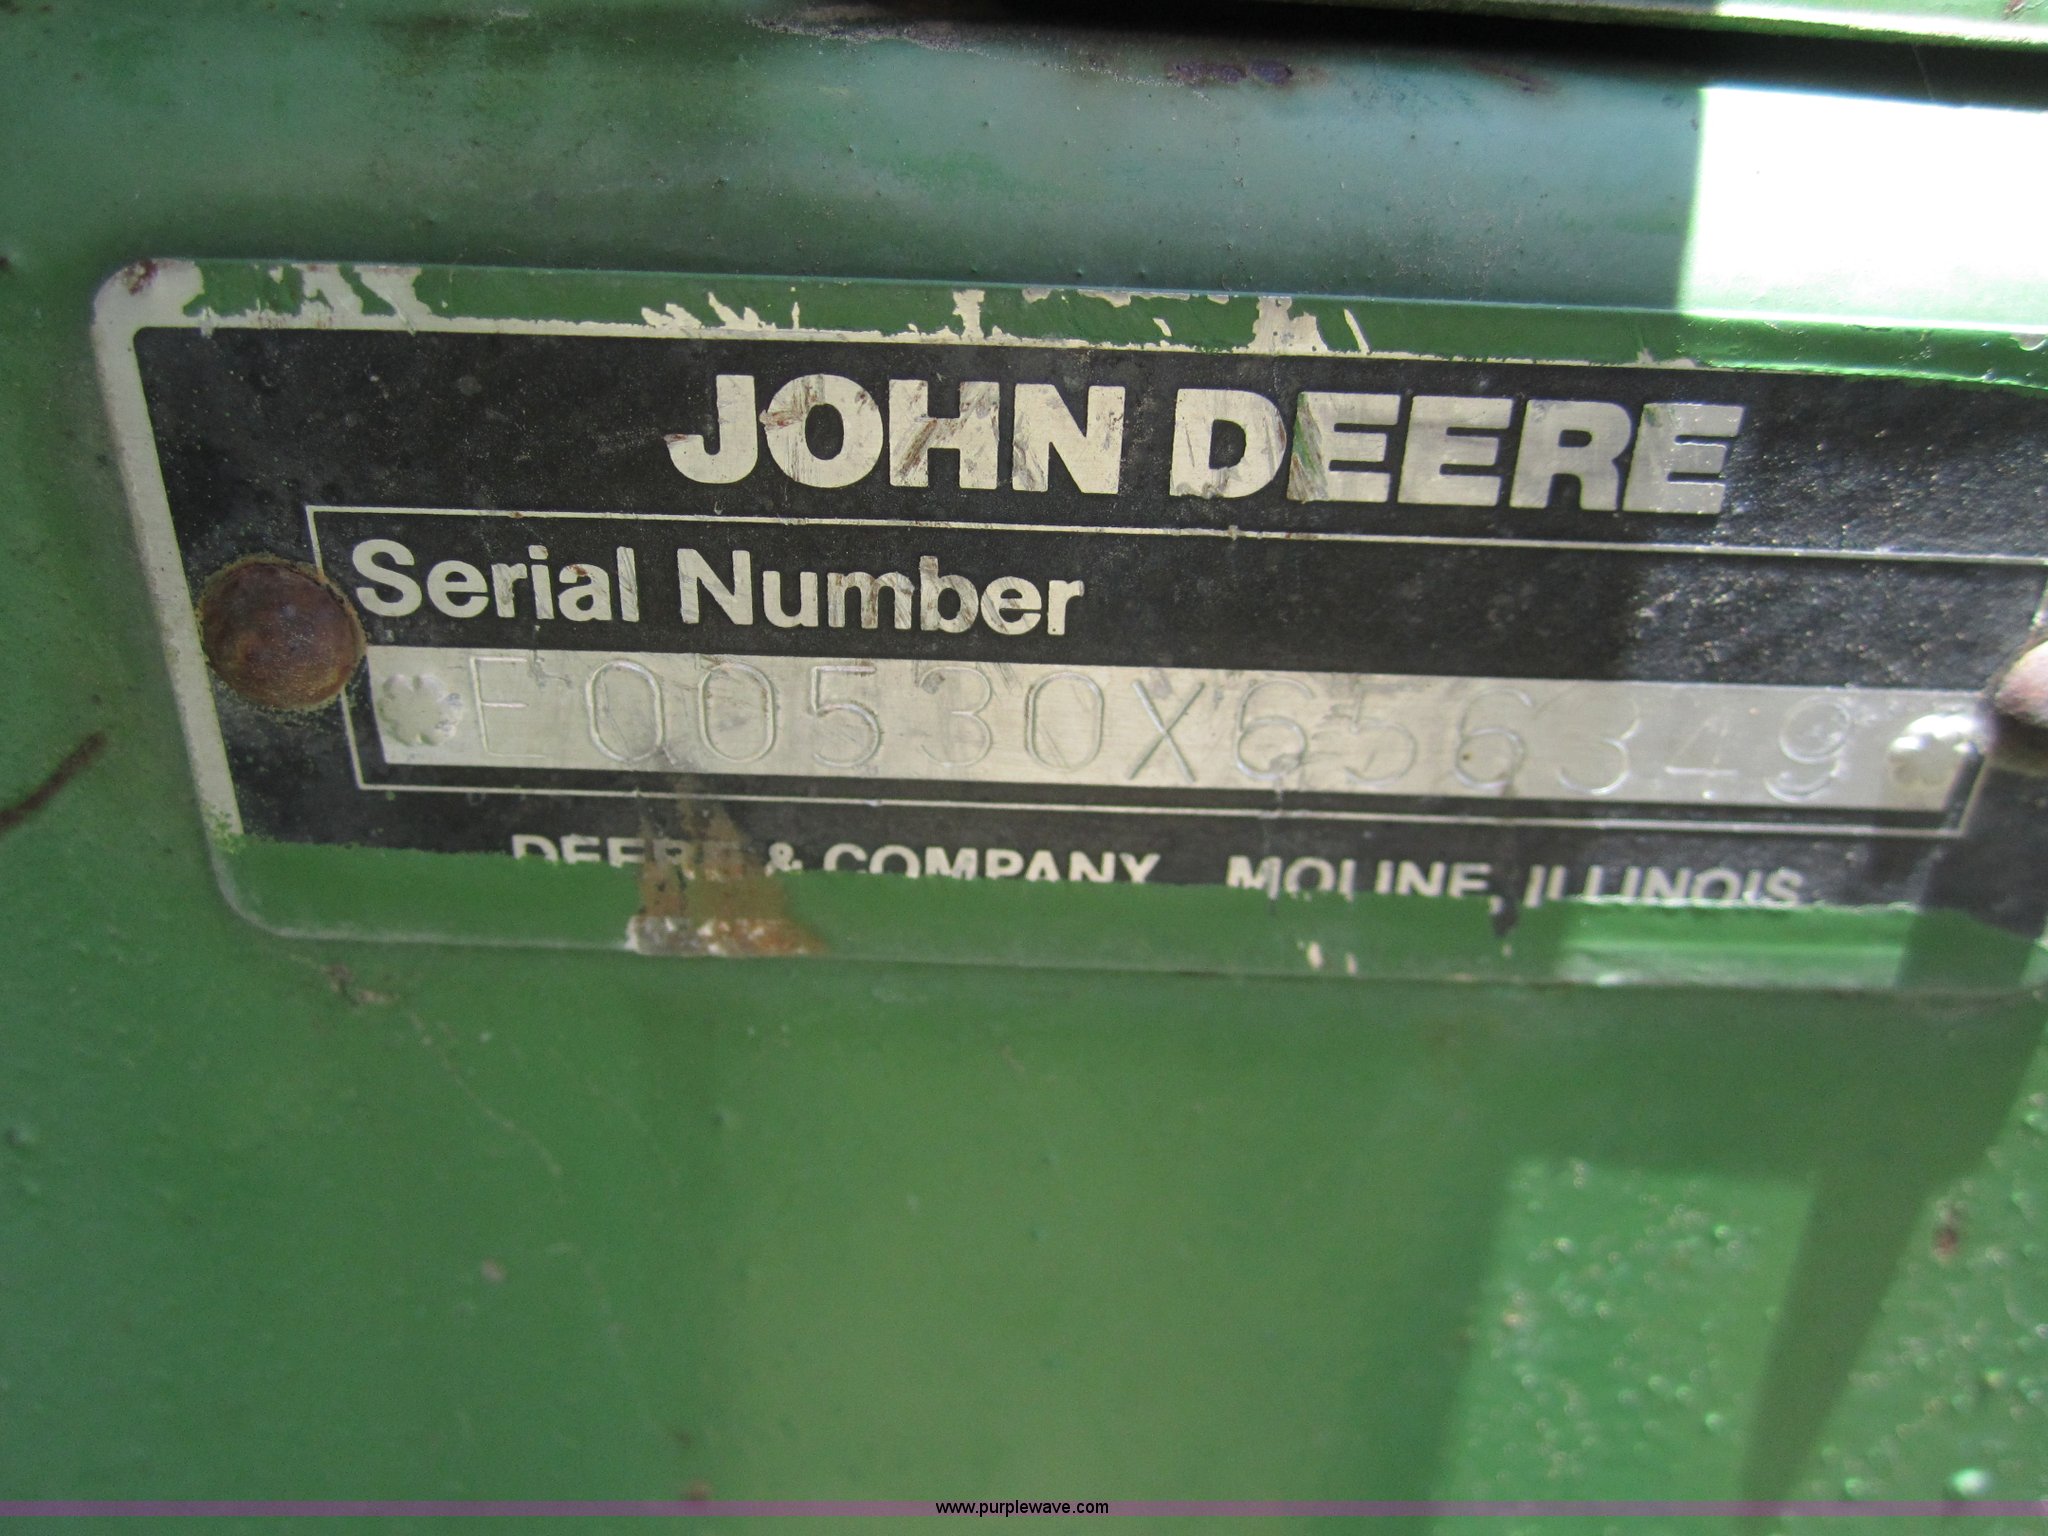 JOHN DEERE
Serial Number
E00530X656349
DEERE & COMPANY MOLINE, ILLINOIS
www.purplewave.com